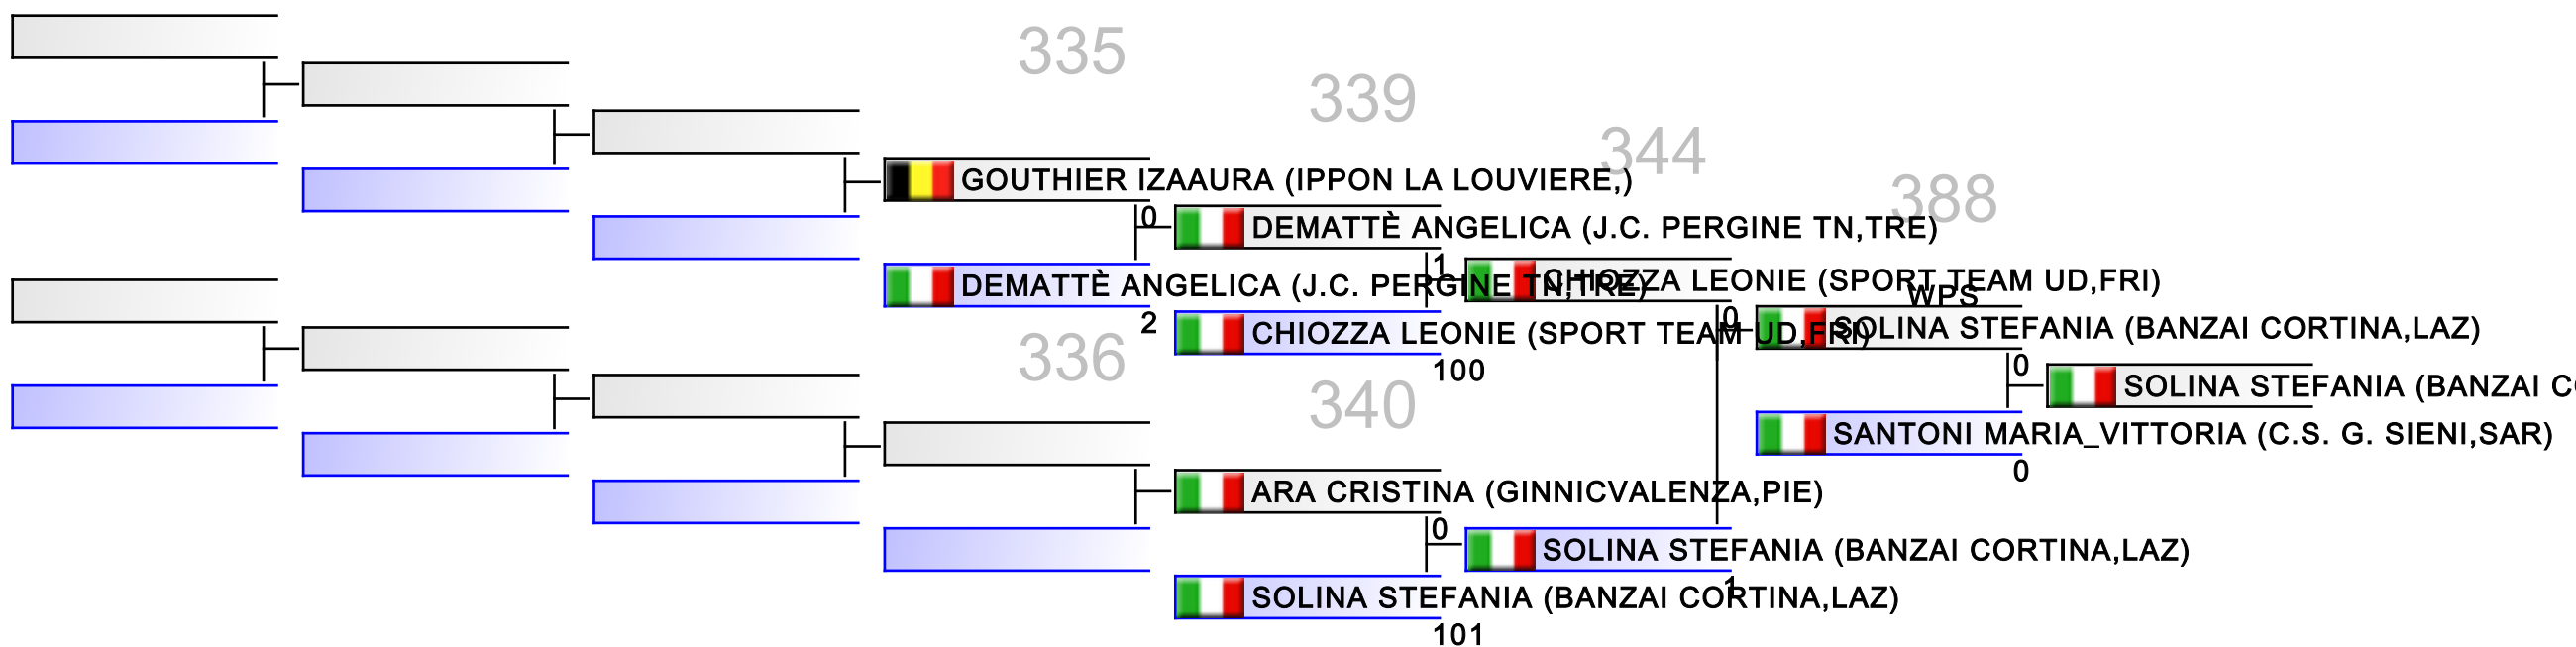 335
339
344
388
GOUTHIER IZAAURA (IPPON LA LOUVIERE,)
0
DEMATTÈ ANGELICA (J.C. PERGINE TN,TRE)
1
CHIOZZA LEONIE (SPORT TEAM UD,FRI)
DEMATTÈ ANGELICA (J.C. PERGINE TN,TRE)
WPS
2
0
SOLINA STEFANIA (BANZAI CORTINA,LAZ)
CHIOZZA LEONIE (SPORT TEAM UD,FRI)
336
100
0
SOLINA STEFANIA (BANZAI
340
SANTONI MARIA_VITTORIA (C.S. G. SIENI,SAR)
0
ARA CRISTINA (GINNICVALENZA,PIE)
0
SOLINA STEFANIA (BANZAI CORTINA,LAZ)
1
SOLINA STEFANIA (BANZAI CORTINA,LAZ)
101